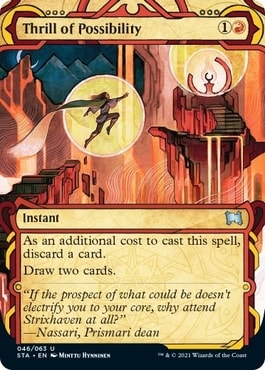 Thrill of Possibility 1
Instant
As an additional cost to cast this spell,
discard a card.
Draw two cards.
“If the prospect of what could be doesn’t
electrify you to your core, why attend
Strixhaven at all?”
—Nassari, Prismari dean
046/063 U
STA • EN MINTTU HYNNINEN
™ & © 2021 Wizards of the Coast